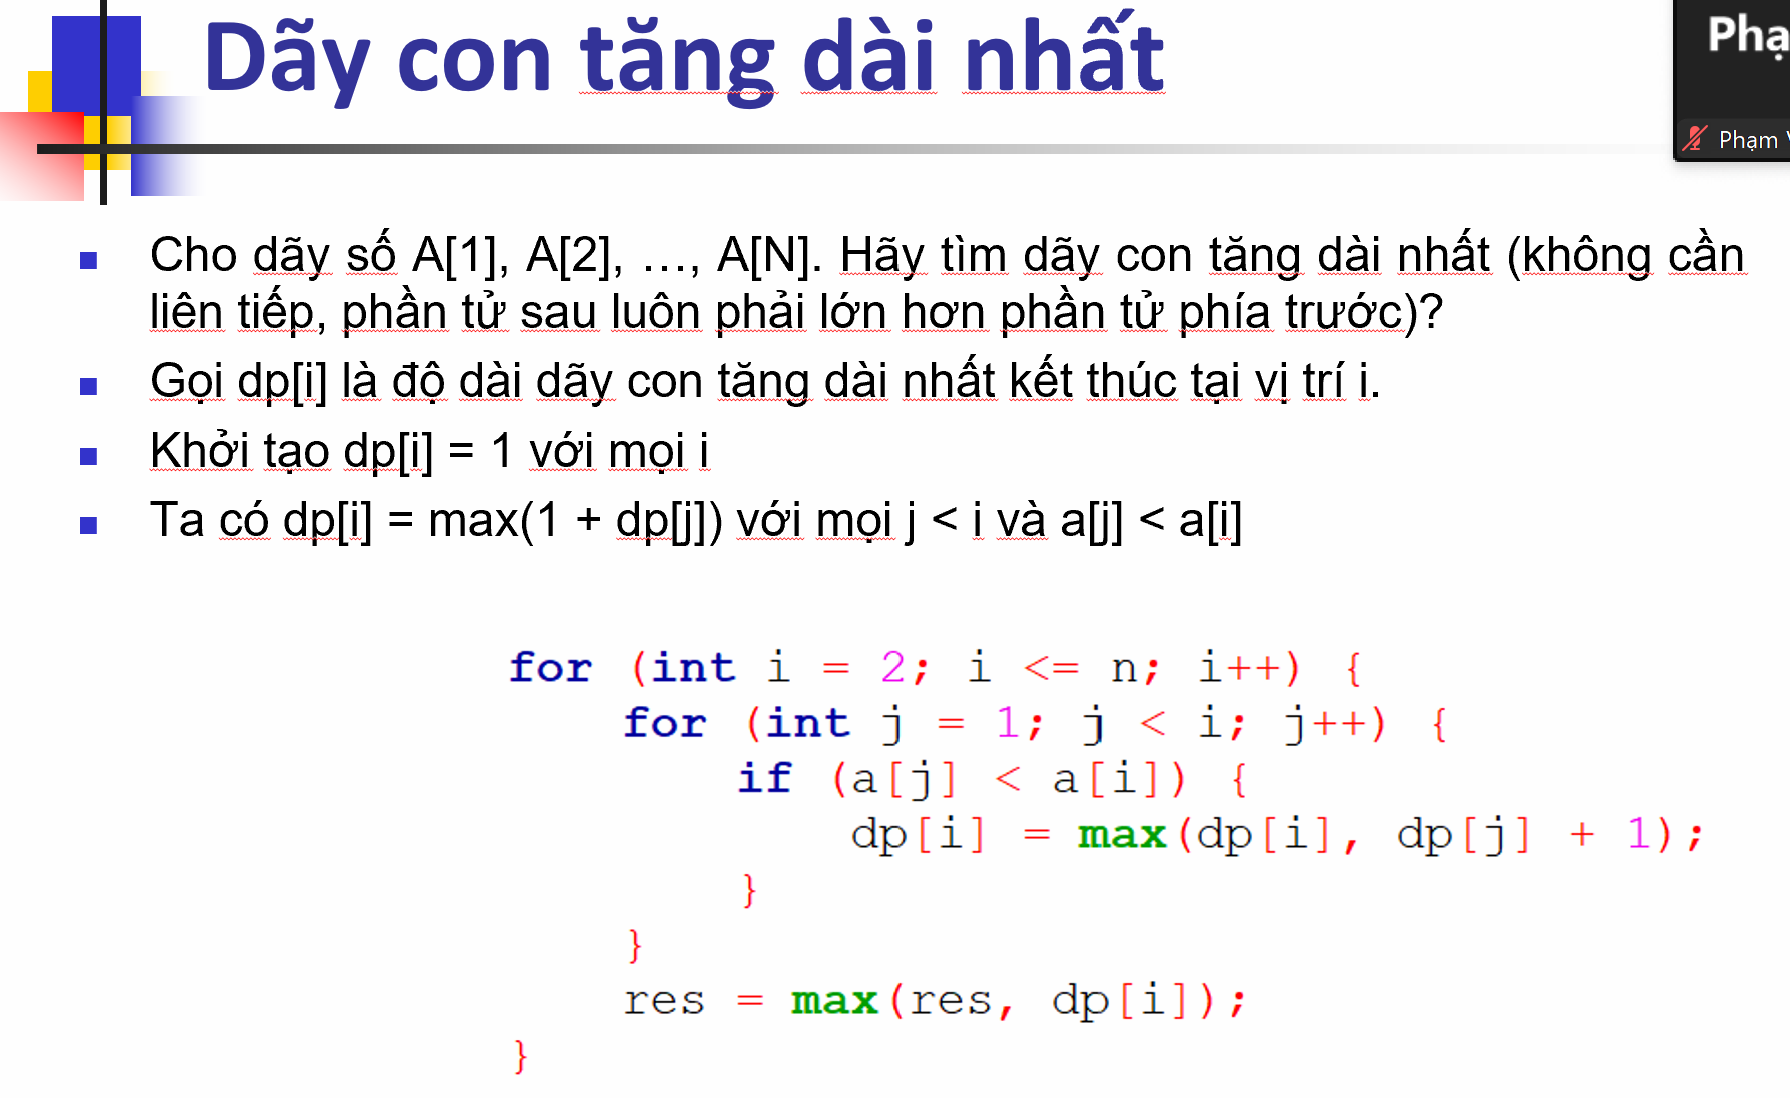 Dãy con tăng dài nhất
Phạ
Phạm
Cho dãy số A[1], A[2], …, A[N]. Hãy tìm dãy con tăng dài nhất (không cần
liên tiếp, phần tử sau luôn phải lớn hơn phần tử phía trước)?
Gọi dp[i] là độ dài dãy con tăng dài nhất kết thúc tại vị trí i.
Khởi tạo dp[i] = 1 với mọi i
Ta có dp[i] = max(1 + dp[j]) với mọi j < i và a[j] < a[i]
for (int i = 2; i <= n; i++) {
for (int j = 1; j < i; j++) {
if (a[j] < a[i]) {
dp[i] = max(dp[i], dp[j] + 1);
}
}
res = max(res, dp[i]);
}